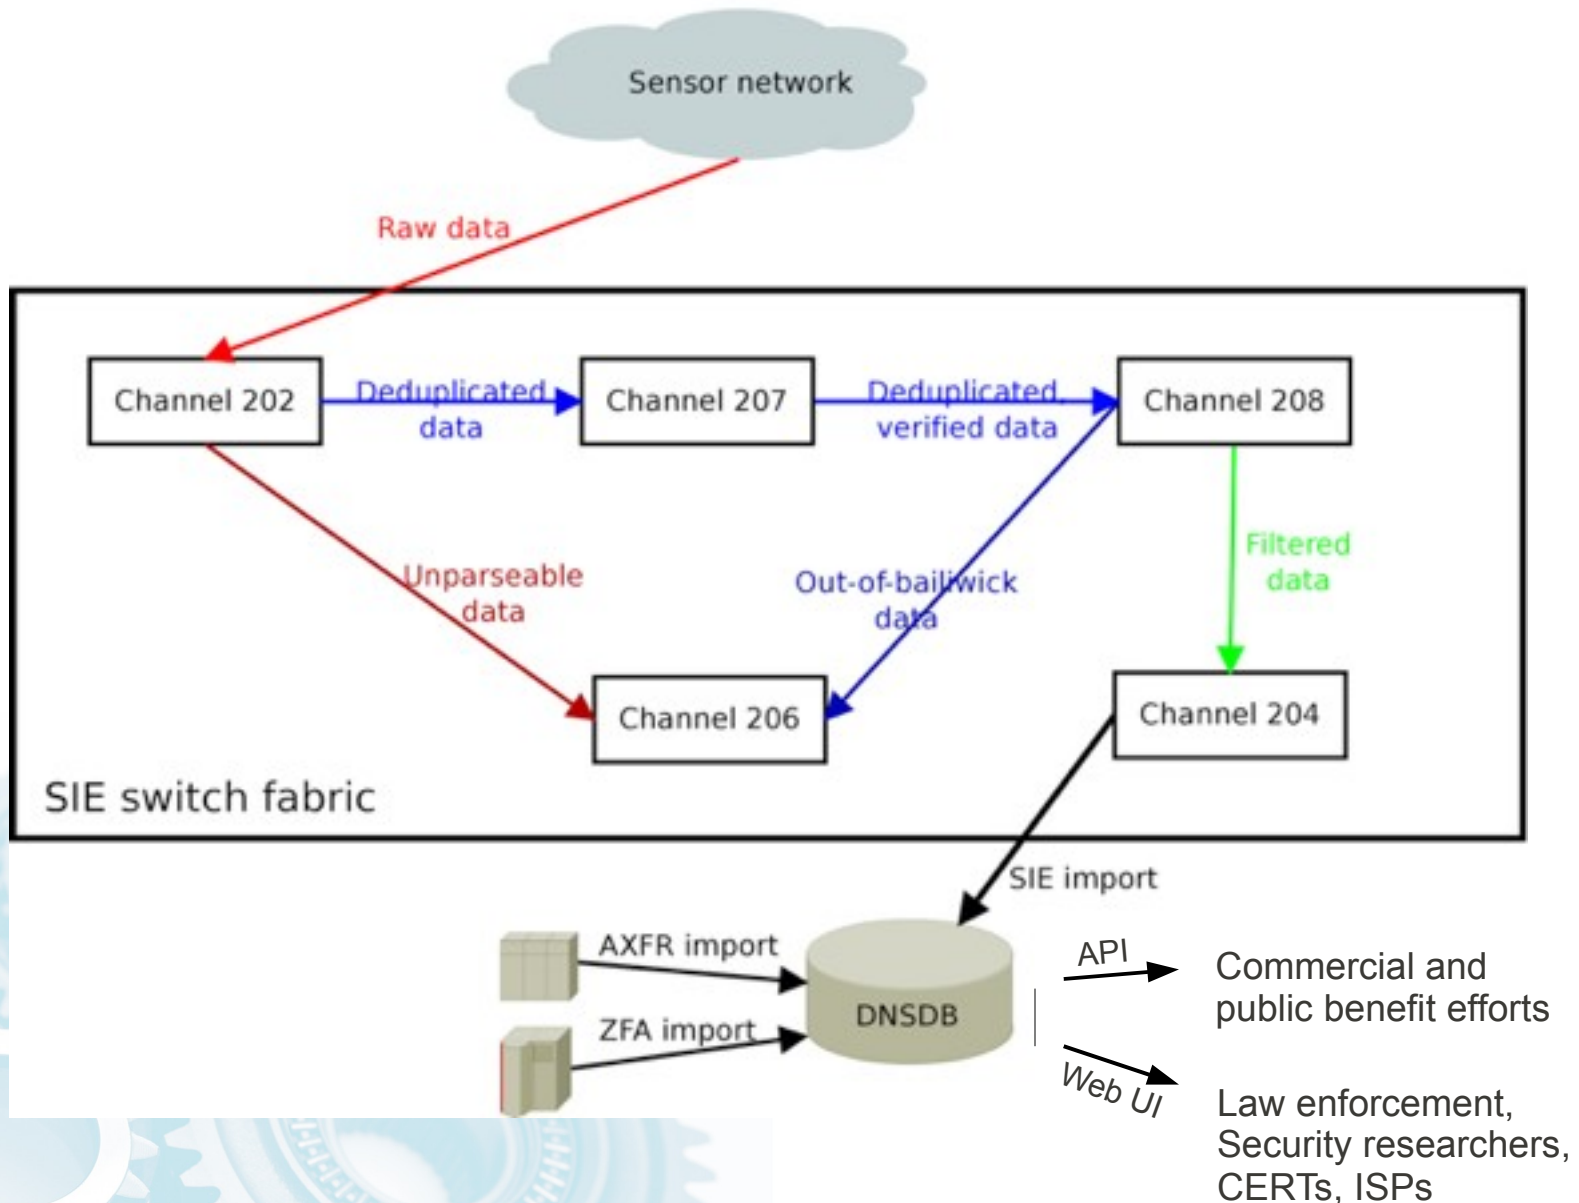 Sensor network
Raw data
Channel 202
Deduplicated
data
Channel 207
Deduplicated,
verified data
Channel 208
Unparseable
data
Out-of-bailiwick
data
Filtered
data
Channel 206
Channel 204
SIE switch fabric
SIE import
AXFR import
ZFA import
DNSDB
API
Commercial and
public benefit efforts
Web UI
Law enforcement,
Security researchers,
CERTs, ISPs